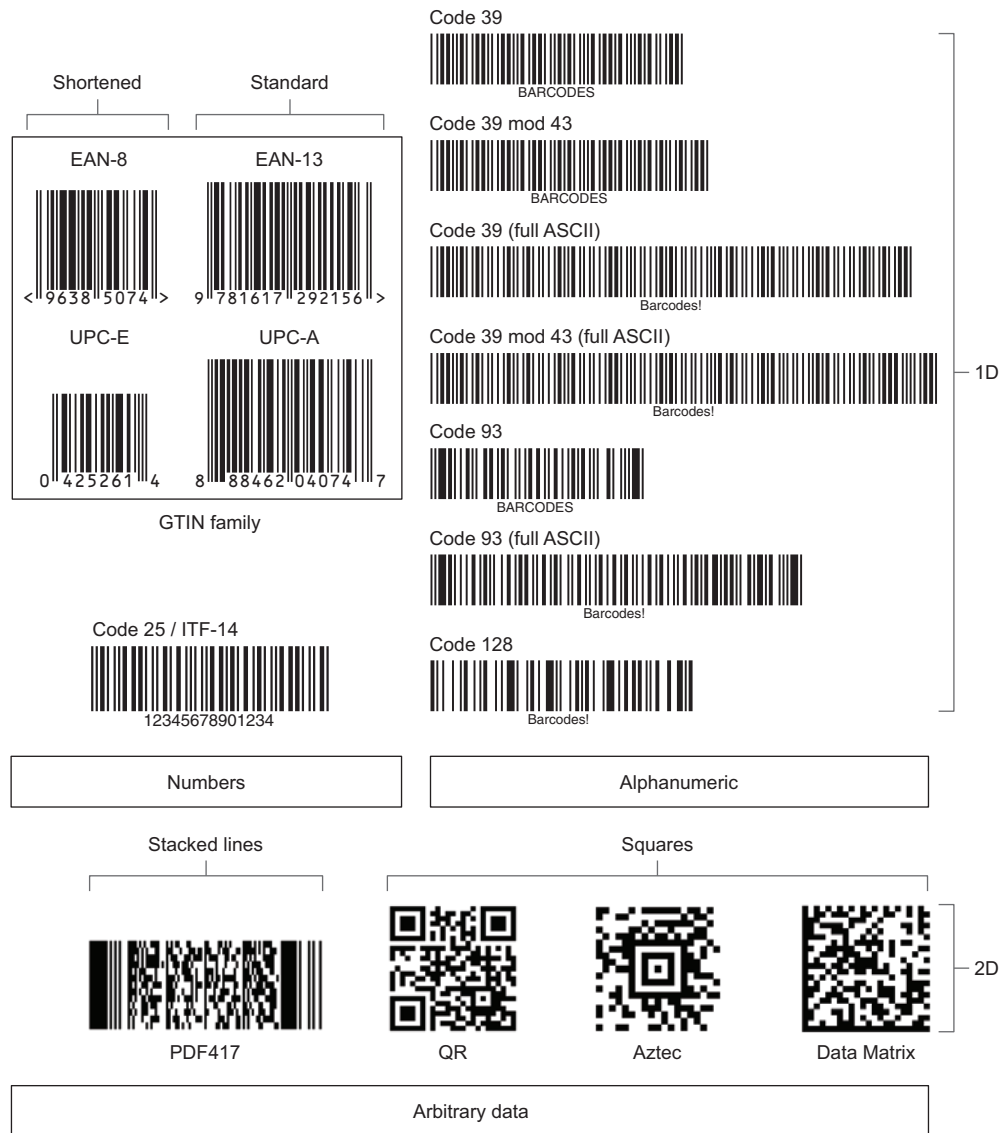 Code 39
BARCODES
Shortened
Standard
Code 39 mod 43
BARCODES
EAN-8
EAN-13
< 9638 5074 >
9 781617 292156 >
Code 39 (full ASCII)
Barcodes!
UPC-E
UPC-A
0 425261 4
8 88462 04074 7
Code 39 mod 43 (full ASCII)
Barcodes!
1D
Code 93
BARCODES
GTIN family
Code 93 (full ASCII)
Barcodes!
Code 25 / ITF-14
12345678901234
Code 128
Barcodes!
Numbers
Alphanumeric
Stacked lines
Squares
2D
PDF417
QR
Aztec
Data Matrix
Arbitrary data